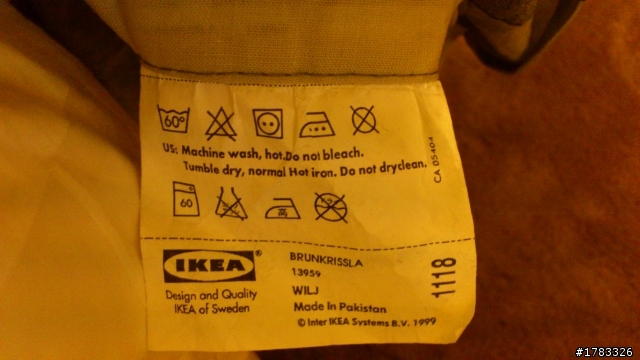 60°
US: Machine wash, hot. Do not bleach.
Tumble dry, normal Hot iron. Do not dryclean.
CA 05404
60
IKEA®
Design and Quality
IKEA of Sweden
BRUNKRISSLA
13959
WILJ
Made in Pakistan
© Inter IKEA Systems B.V. 1999
1118
#1783326